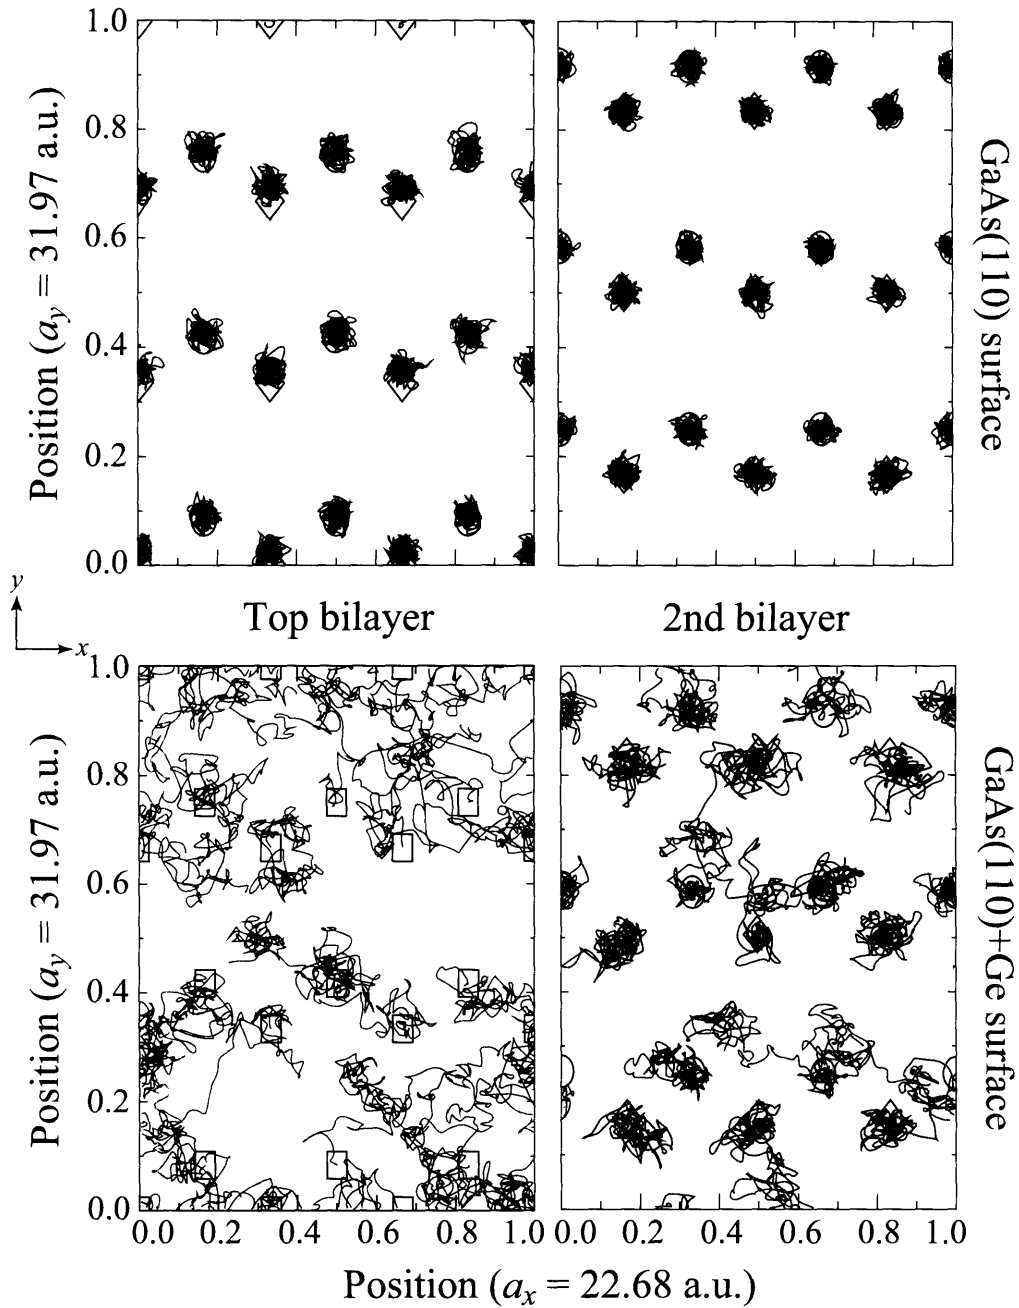 1.0
0.8
0.6
0.4
0.2
0.0
Position (a_y = 31.97 a.u.)
GaAs(110) surface
y
x
Top bilayer
2nd bilayer
1.0
0.8
0.6
0.4
0.2
0.0
Position (a_y = 31.97 a.u.)
GaAs(110)+Ge surface
0.0 0.2 0.4 0.6 0.8 1.0
0.0 0.2 0.4 0.6 0.8 1.0
Position (a_x = 22.68 a.u.)